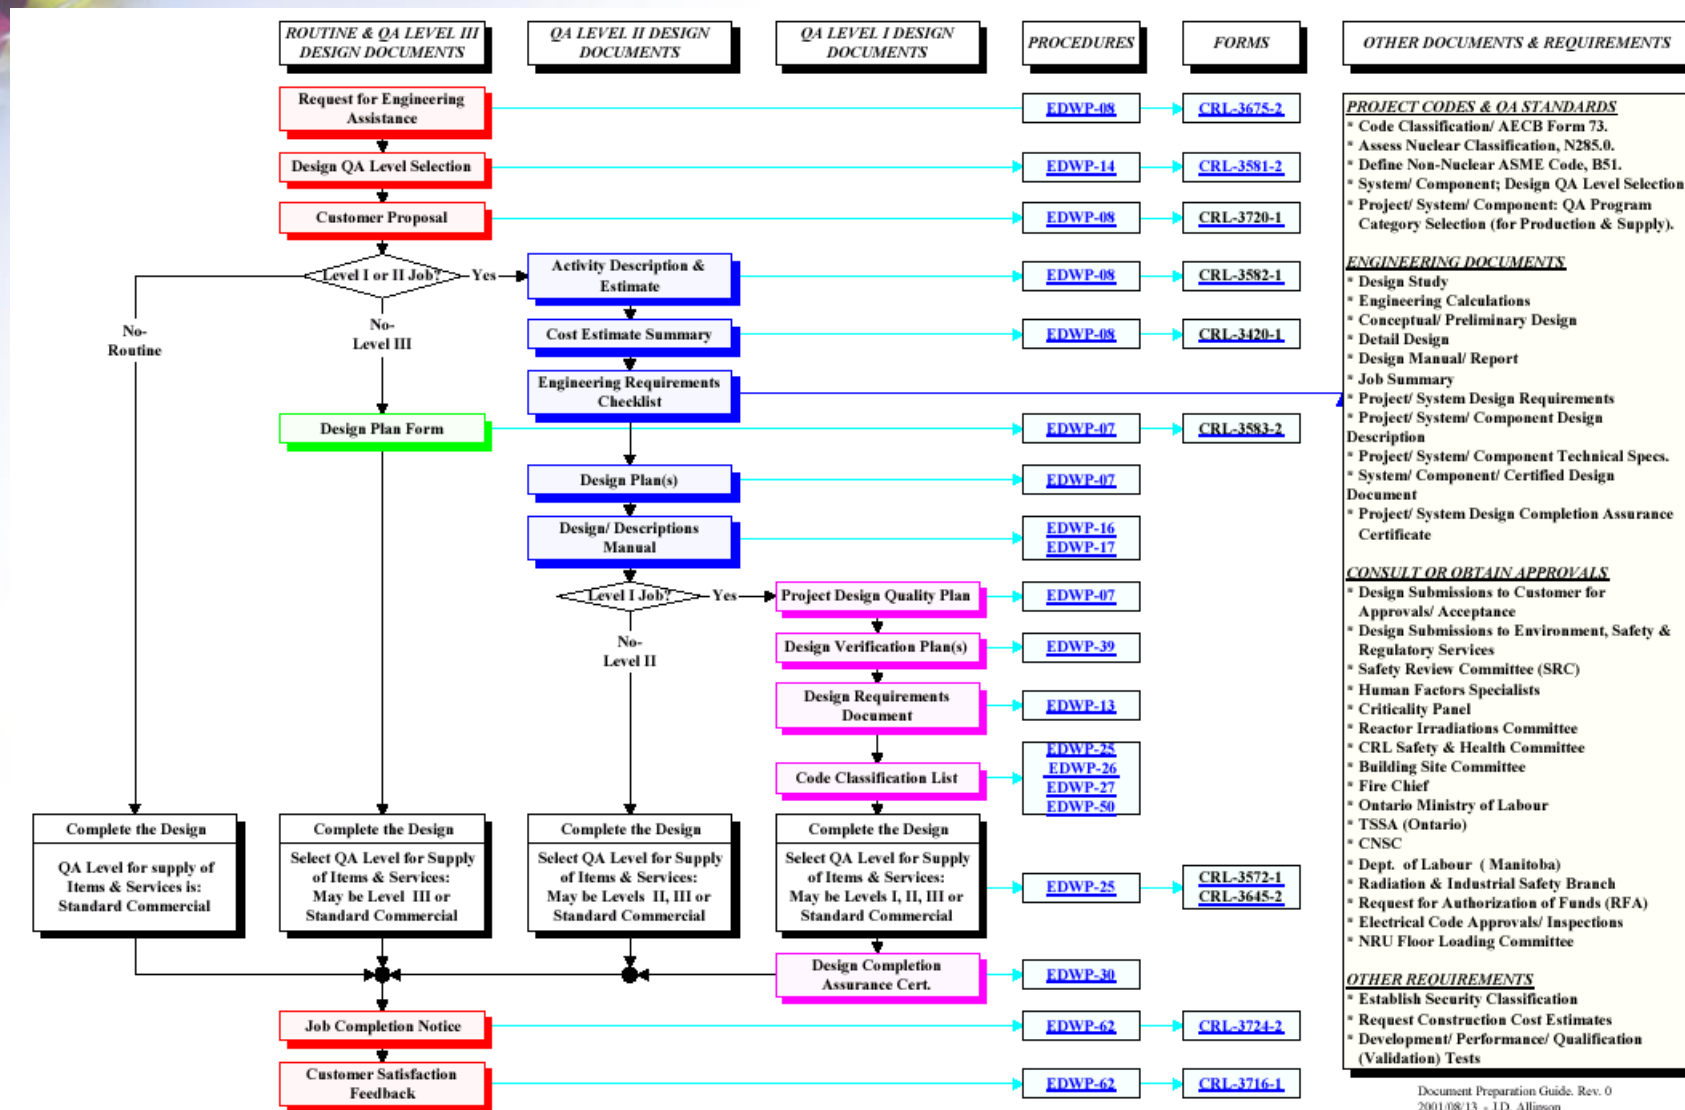 ROUTINE & QA LEVEL III
DESIGN DOCUMENTS
QA LEVEL II DESIGN
DOCUMENTS
QA LEVEL I DESIGN
DOCUMENTS
PROCEDURES
FORMS
OTHER DOCUMENTS & REQUIREMENTS
Request for Engineering
Assistance
EDWP-08
CRL-3675-2
Design QA Level Selection
EDWP-14
CRL-3581-2
Customer Proposal
EDWP-08
CRL-3720-1
Level I or II Job?
Yes
Activity Description &
Estimate
EDWP-08
CRL-3582-1
No-
Routine
No-
Level III
Cost Estimate Summary
EDWP-08
CRL-3420-1
Engineering Requirements
Checklist
Design Plan Form
EDWP-07
CRL-3583-2
Design Plan(s)
EDWP-07
Design/ Descriptions
Manual
EDWP-16
EDWP-17
Level I Job?
Yes
Project Design Quality Plan
EDWP-07
No-
Level II
Design Verification Plan(s)
EDWP-39
Design Requirements
Document
EDWP-13
Code Classification List
EDWP-25
EDWP-26
EDWP-27
EDWP-50
Complete the Design
QA Level for supply of
Items & Services is:
Standard Commercial
Complete the Design
Select QA Level for Supply
of Items & Services:
May be Level III or
Standard Commercial
Complete the Design
Select QA Level for Supply
of Items & Services:
May be Levels II, III or
Standard Commercial
Complete the Design
Select QA Level for Supply
of Items & Services:
May be Levels I, II, III or
Standard Commercial
EDWP-25
CRL-3572-1
CRL-3645-2
Design Completion
Assurance Cert.
EDWP-30
Job Completion Notice
EDWP-62
CRL-3724-2
Customer Satisfaction
Feedback
EDWP-62
CRL-3716-1
PROJECT CODES & QA STANDARDS
* Code Classification/ AECB Form 73.
* Assess Nuclear Classification, N285.0.
* Define Non-Nuclear ASME Code, B51.
* System/ Component; Design QA Level Selection
* Project/ System/ Component: QA Program
Category Selection (for Production & Supply).
ENGINEERING DOCUMENTS
* Design Study
* Engineering Calculations
* Conceptual/ Preliminary Design
* Detail Design
* Design Manual/ Report
* Job Summary
* Project/ System Design Requirements
* Project/ System/ Component Design
Description
* Project/ System/ Component Technical Specs.
* System/ Component/ Certified Design
Document
* Project/ System Design Completion Assurance
Certificate
CONSULT OR OBTAIN APPROVALS
* Design Submissions to Customer for
Approvals/ Acceptance
* Design Submissions to Environment, Safety &
Regulatory Services
* Safety Review Committee (SRC)
* Human Factors Specialists
* Criticality Panel
* Reactor Irradiations Committee
* CRL Safety & Health Committee
* Building Site Committee
* Fire Chief
* Ontario Ministry of Labour
* TSSA (Ontario)
* CNSC
* Dept. of Labour ( Manitoba)
* Radiation & Industrial Safety Branch
* Request for Authorization of Funds (RFA)
* Electrical Code Approvals/ Inspections
* NRU Floor Loading Committee
OTHER REQUIREMENTS
* Establish Security Classification
* Request Construction Cost Estimates
* Development/ Performance/ Qualification
(Validation) Tests
Document Preparation Guide. Rev. 0
2001/08/13 - J.D. Allinson